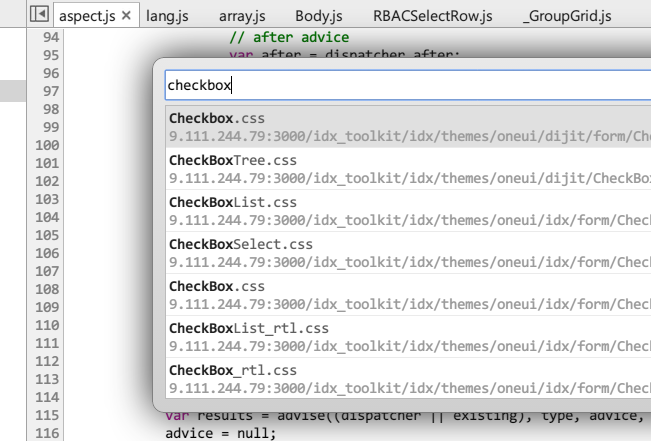 aspect.js × lang.js array.css Body.js RBACSelectRow.js _GroupGrid.js
94 // after advice
95 var after = dispatcher.after;
96
97
98
99
100
101
102
103
104
105
106
107
108
109
110
111
112
113
114
checkbox
Checkbox.css
9.111.244.79:3000/idx_toolkit/idx/themes/oneui/dijit/form/Che
CheckBoxTree.css
9.111.244.79:3000/idx_toolkit/idx/themes/oneui/dijit/CheckBo
CheckBoxList.css
9.111.244.79:3000/idx_toolkit/idx/themes/oneui/idx/form/Check
CheckBoxSelect.css
9.111.244.79:3000/idx_toolkit/idx/themes/oneui/idx/form/Check
CheckBox.css
9.111.244.79:3000/idx_toolkit/idx/themes/oneui/idx/form/Check
CheckBoxList_rtl.css
9.111.244.79:3000/idx_toolkit/idx/themes/oneui/idx/form/Check
CheckBox_rtl.css
9.111.244.79:3000/idx_toolkit/idx/themes/oneui/idx/form/Check
115 var results = advise((dispatcher || existing), type, advice,
116 advice = null;